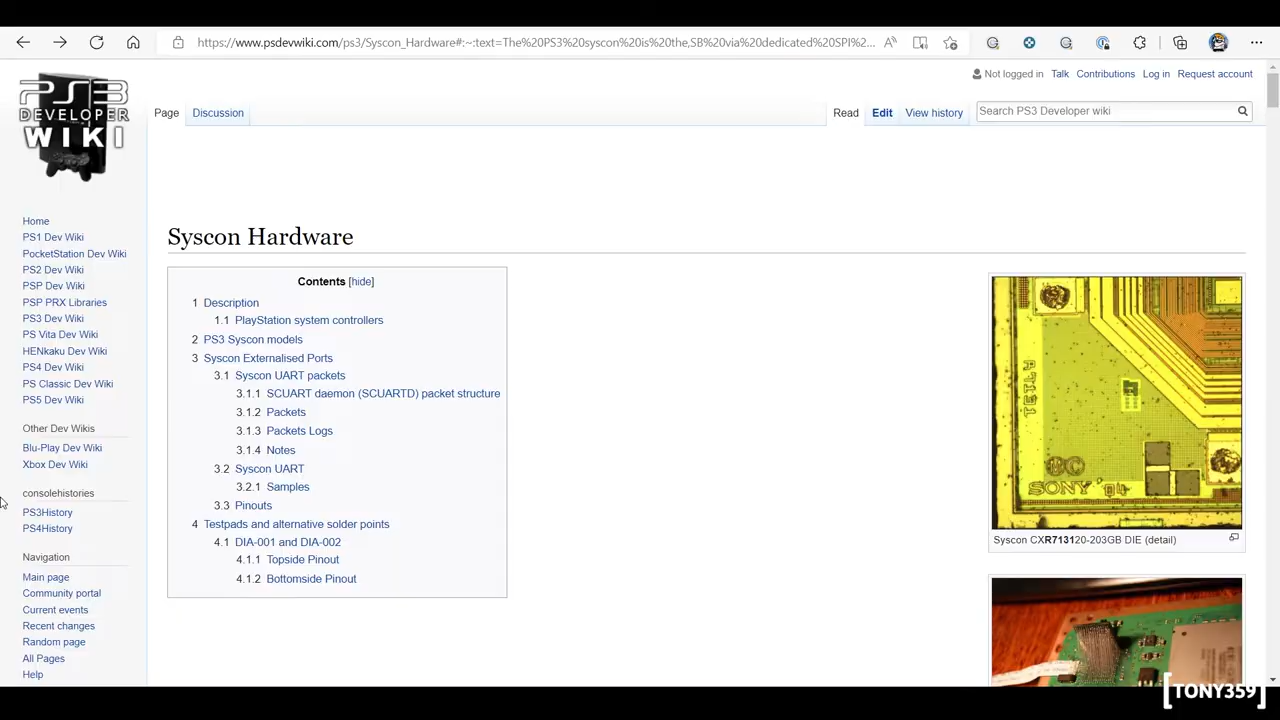 https://www.psdevwiki.com/ps3/Syscon_Hardware#:~:text=The%20PS3%20syscon%20is%20the,SB%20via%20dedicated%20SPI%2...
Not logged in Talk Contributions Log in Request account
PS3
DEVELOPER
WIKI
Page Discussion
Read Edit View history Search PS3 Developer wiki
Syscon Hardware
Home
PS1 Dev Wiki
PocketStation Dev Wiki
PS2 Dev Wiki
PSP Dev Wiki
PSP PRX Libraries
PS3 Dev Wiki
PS Vita Dev Wiki
HENkaku Dev Wiki
PS4 Dev Wiki
PS Classic Dev Wiki
PS5 Dev Wiki
Other Dev Wikis
Blu-Play Dev Wiki
Xbox Dev Wiki
consolehistories
PS3History
PS4History
Navigation
Main page
Community portal
Current events
Recent changes
Random page
All Pages
Help
Contents [hide]
1 Description
1.1 PlayStation system controllers
2 PS3 Syscon models
3 Syscon Externalised Ports
3.1 Syscon UART packets
3.1.1 SCUART daemon (SCUARTD) packet structure
3.1.2 Packets
3.1.3 Packets Logs
3.1.4 Notes
3.2 Syscon UART
3.2.1 Samples
3.3 Pinouts
4 Testpads and alternative solder points
4.1 DIA-001 and DIA-002
4.1.1 Topside Pinout
4.1.2 Bottomside Pinout
SONY '04
Syscon CXR713120-203GB DIE (detail)
[TONY359]